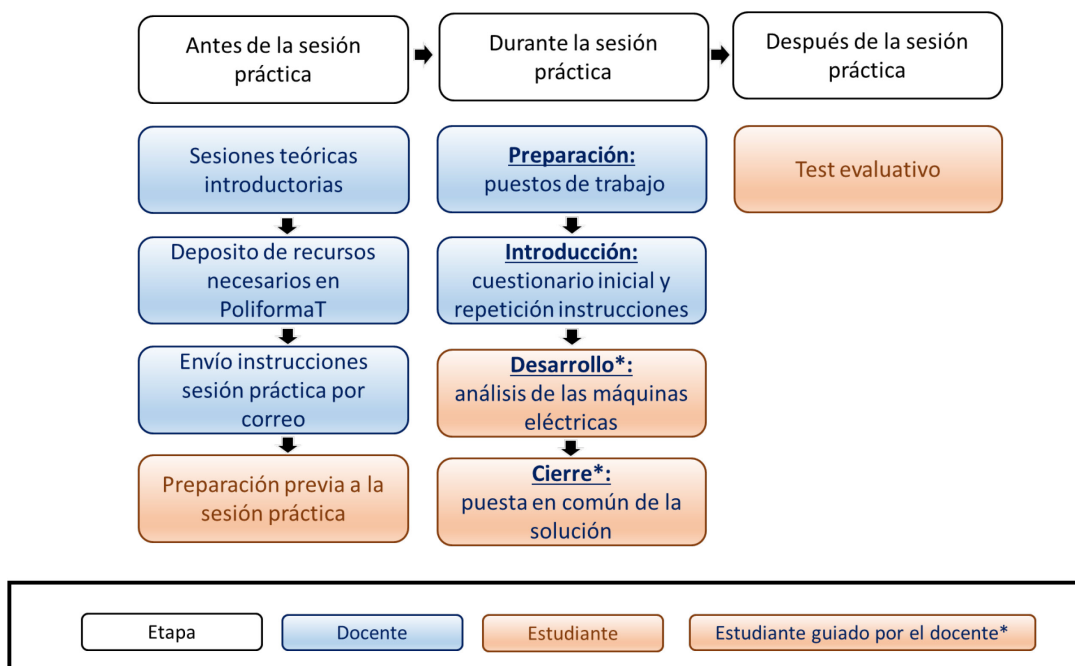 Antes de la sesión
práctica
Durante la sesión
práctica
Después de la sesión
práctica
Sesiones teóricas
introductorias
Deposito de recursos
necesarios en
PoliformaT
Envío instrucciones
sesión práctica por
correo
Preparación previa a la
sesión práctica
Preparación:
puestos de trabajo
Introducción:
cuestionario inicial y
repetición instrucciones
Desarrollo*:
análisis de las máquinas
eléctricas
Cierre*:
puesta en común de la
solución
Test evaluativo
Etapa
Docente
Estudiante
Estudiante guiado por el docente*